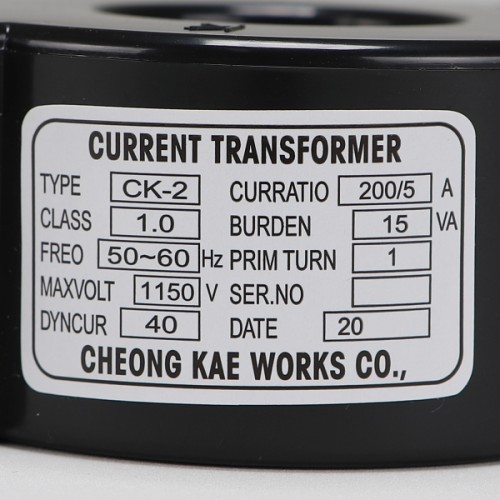 CURRENT TRANSFORMER
TYPE CK-2 CURRATIO 200/5 A
CLASS 1.0 BURDEN 15 VA
FREO 50~60 Hz PRIM TURN 1
MAXVOLT 1150 V SER.NO
DYNCUR 40 DATE 20
CHEONG KAE WORKS CO.,